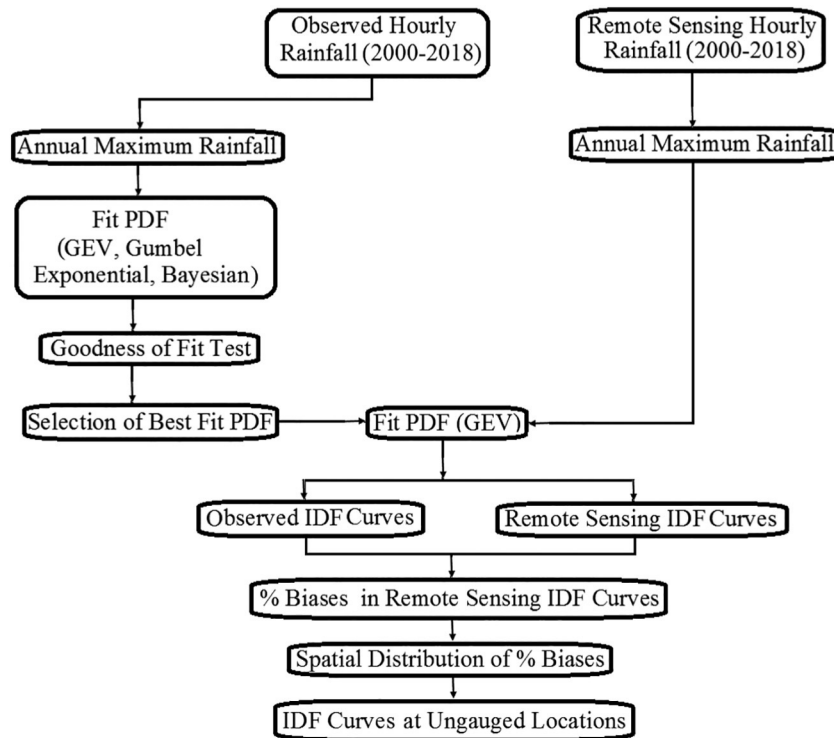 Observed Hourly
Rainfall (2000-2018)
Remote Sensing Hourly
Rainfall (2000-2018)
Annual Maximum Rainfall
Annual Maximum Rainfall
Fit PDF
(GEV, Gumbel
Exponential, Bayesian)
Goodness of Fit Test
Selection of Best Fit PDF
Fit PDF (GEV)
Observed IDF Curves
Remote Sensing IDF Curves
% Biases in Remote Sensing IDF Curves
Spatial Distribution of % Biases
IDF Curves at Ungauged Locations